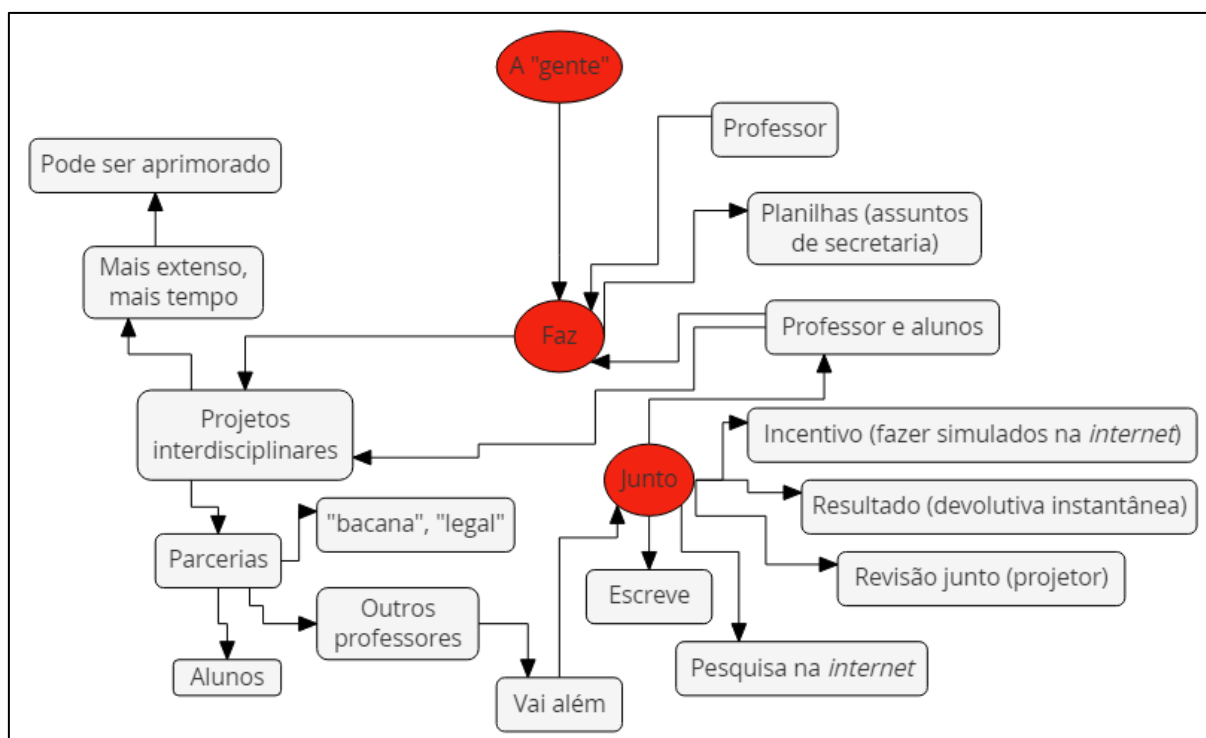 A "gente"
Professor
Pode ser aprimorado
Planilhas (assuntos
de secretaria)
Mais extenso,
mais tempo
Faz
Professor e alunos
Projetos
interdisciplinares
Incentivo (fazer simulados na internet)
Junto
Resultado (devolutiva instantânea)
"bacana", "legal"
Parcerias
Revisão junto (projetor)
Escreve
Outros
professores
Alunos
Pesquisa na internet
Vai além